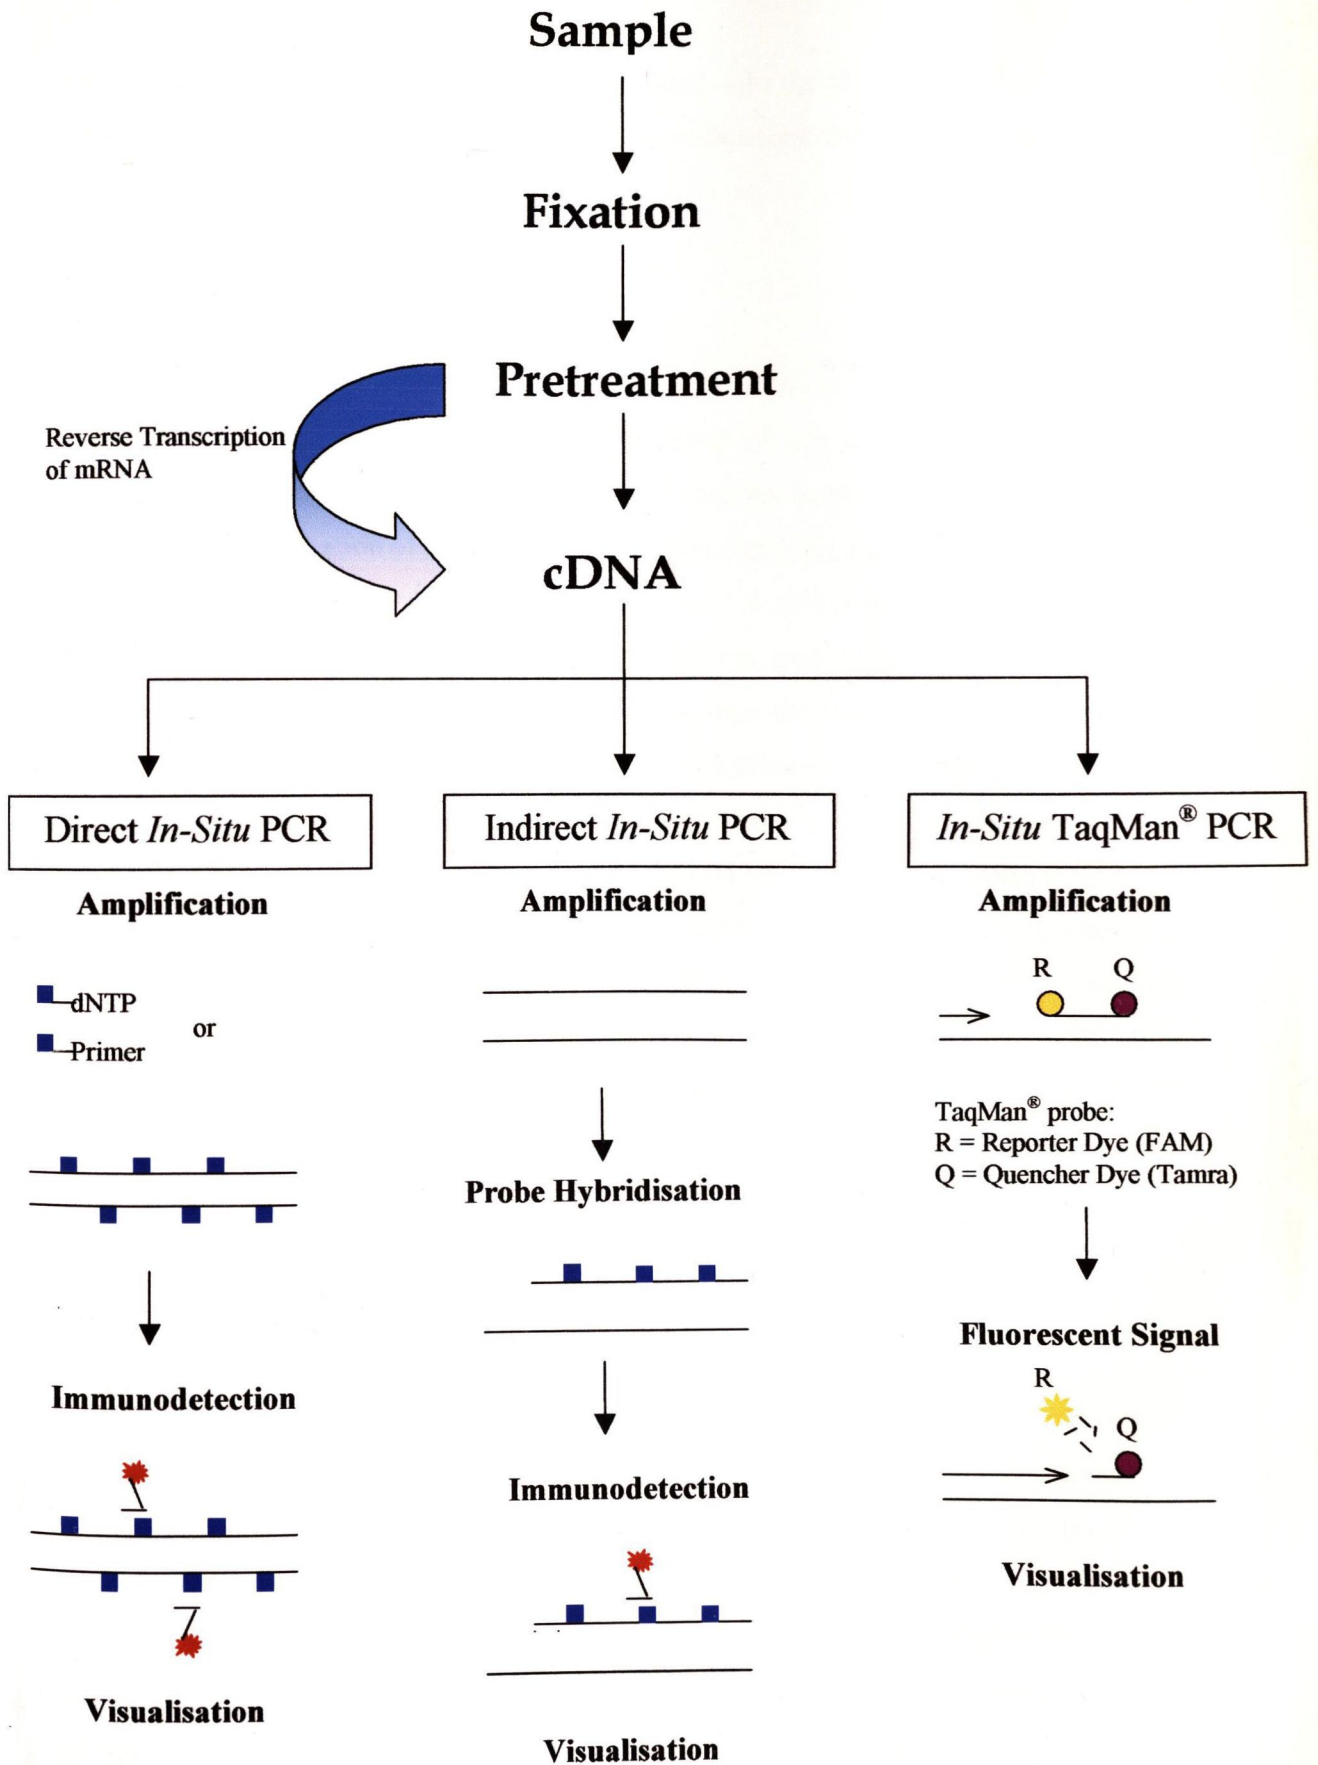 Sample
Fixation
Pretreatment
Reverse Transcription
of mRNA
cDNA
Direct In-Situ PCR
Amplification
dNTP
or
Primer
Immunodetection
Visualisation
Indirect In-Situ PCR
Amplification
Probe Hybridisation
Immunodetection
Visualisation
In-Situ TaqMan® PCR
Amplification
R Q
TaqMan® probe:
R = Reporter Dye (FAM)
Q = Quencher Dye (Tamra)
Fluorescent Signal
R
Q
Visualisation